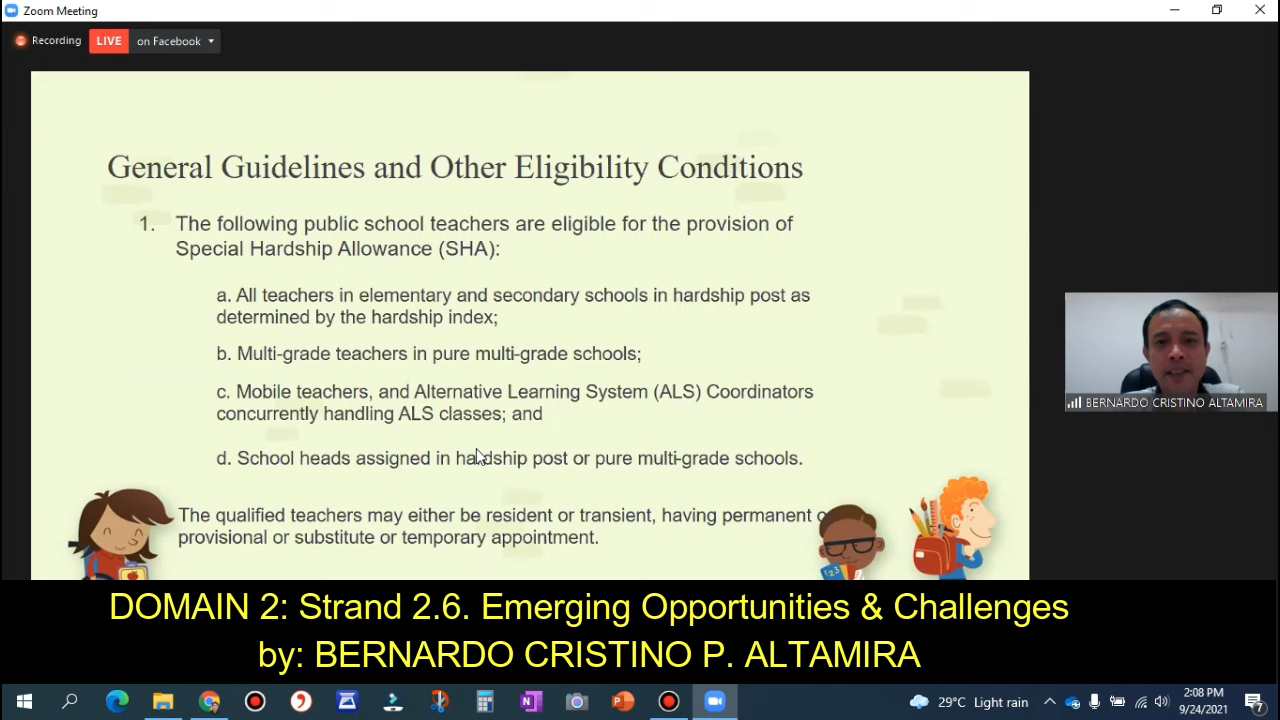 Zoom Meeting
Recording
LIVE
on Facebook
General Guidelines and Other Eligibility Conditions
1. The following public school teachers are eligible for the provision of
Special Hardship Allowance (SHA):
a. All teachers in elementary and secondary schools in hardship post as
determined by the hardship index;
b. Multi-grade teachers in pure multi-grade schools;
c. Mobile teachers, and Alternative Learning System (ALS) Coordinators
concurrently handling ALS classes; and
d. School heads assigned in hardship post or pure multi-grade schools.
The qualified teachers may either be resident or transient, having permanent
provisional or substitute or temporary appointment.
123
BERNARDO CRISTINO ALTAMIRA
DOMAIN 2: Strand 2.6. Emerging Opportunities & Challenges
by: BERNARDO CRISTINO P. ALTAMIRA
29°C Light rain
2:08 PM
9/24/2021
7